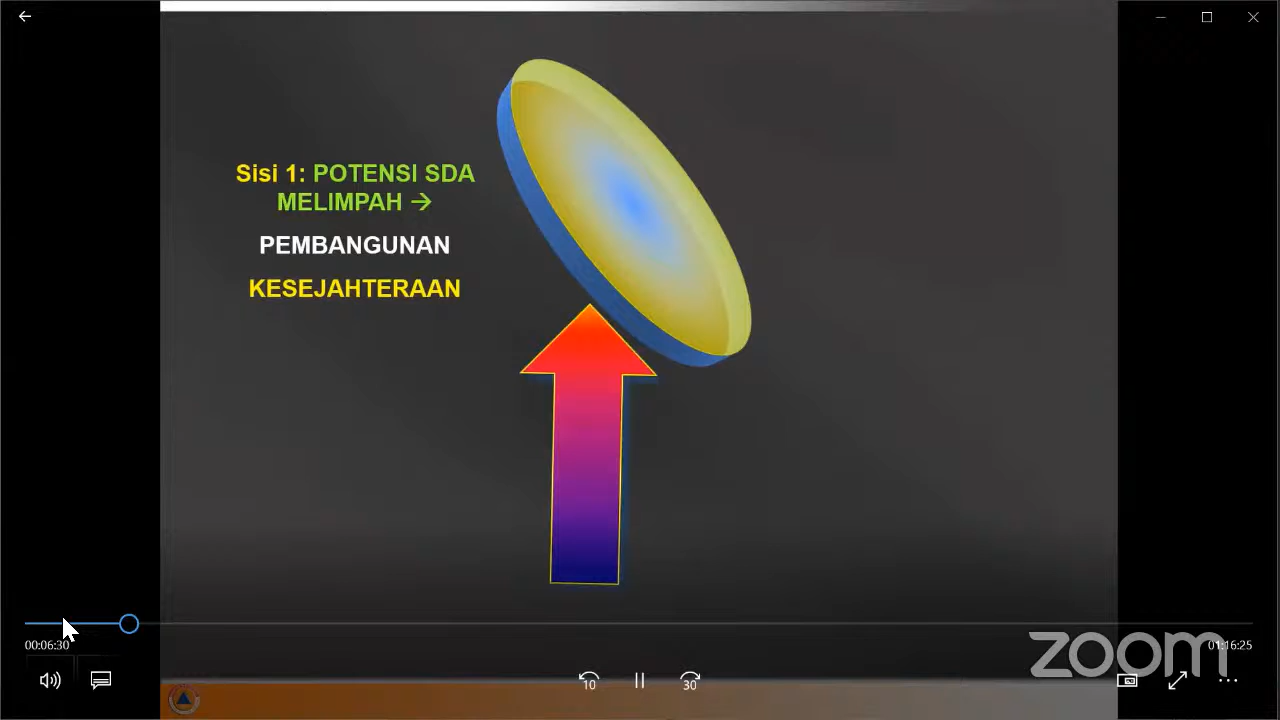 Sisi 1: POTENSI SDA
MELIMPAH →
PEMBANGUNAN
KESEJAHTERAAN
00:06:30
01:16:25
zoom
10
30